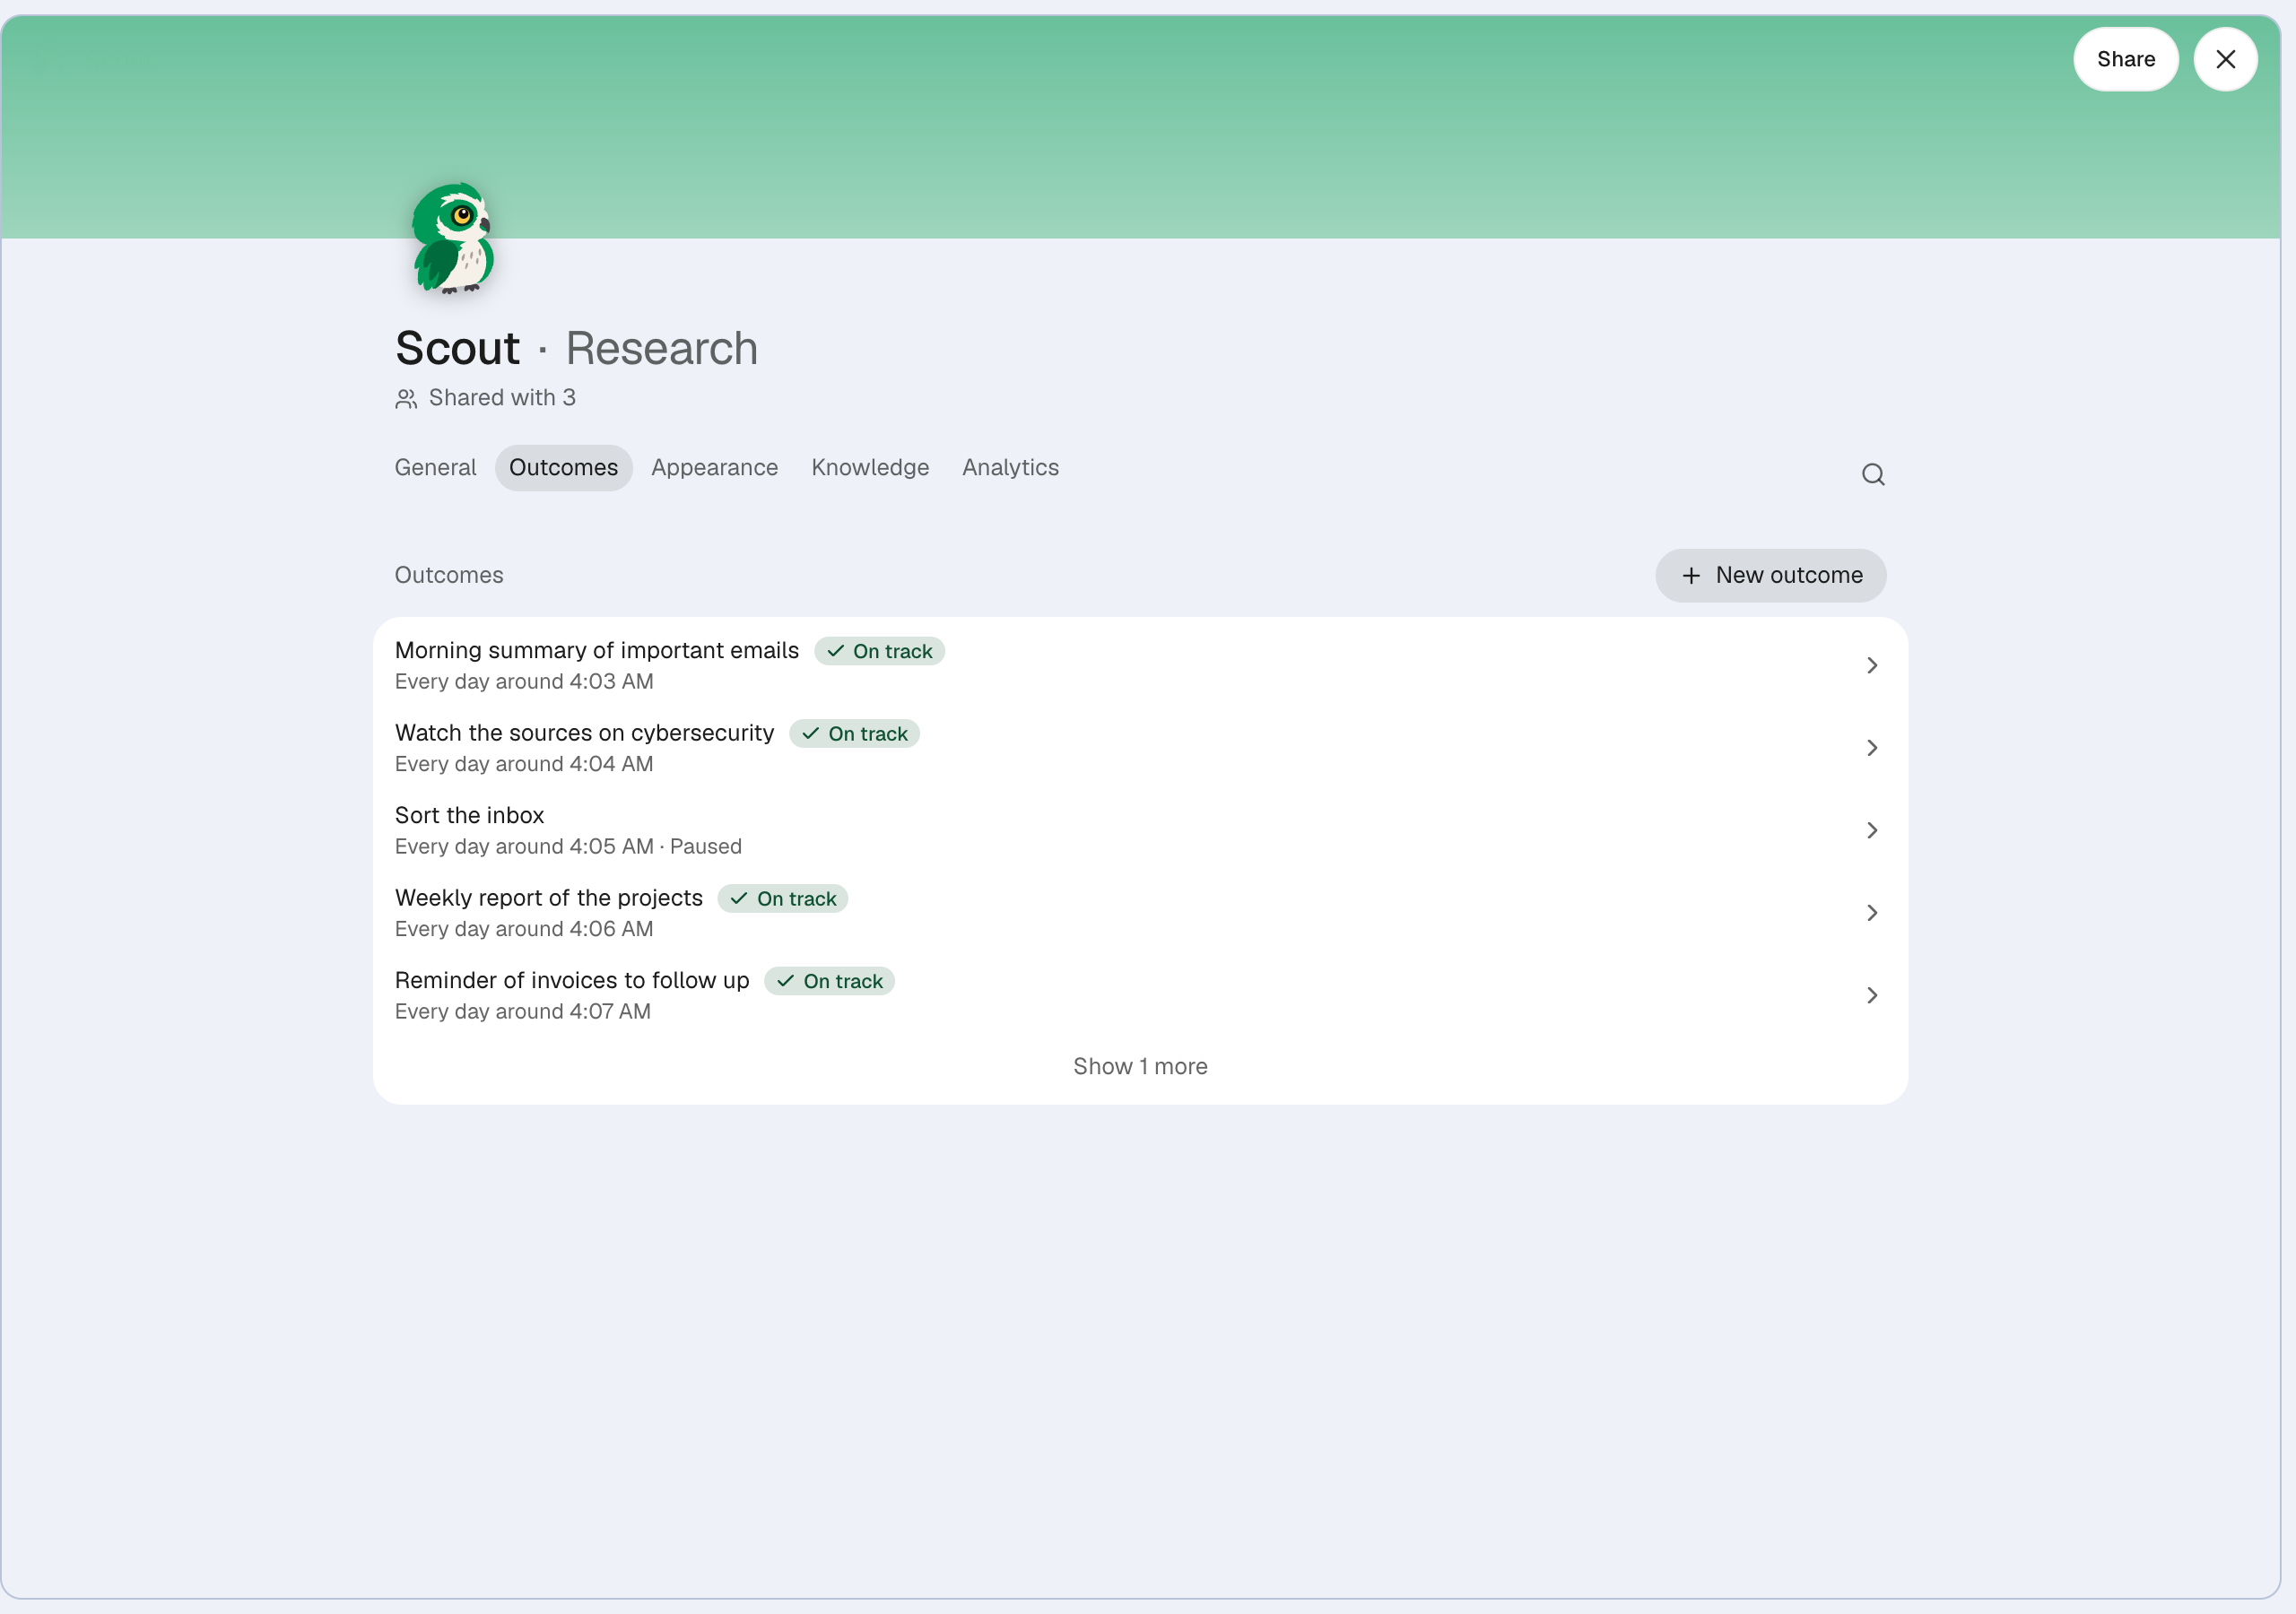 Share
Scout · Research
Shared with 3
General Outcomes Appearance Knowledge Analytics
Outcomes
New outcome
Morning summary of important emails On track
Every day around 4:03 AM
Watch the sources on cybersecurity On track
Every day around 4:04 AM
Sort the inbox
Every day around 4:05 AM · Paused
Weekly report of the projects On track
Every day around 4:06 AM
Reminder of invoices to follow up On track
Every day around 4:07 AM
Show 1 more